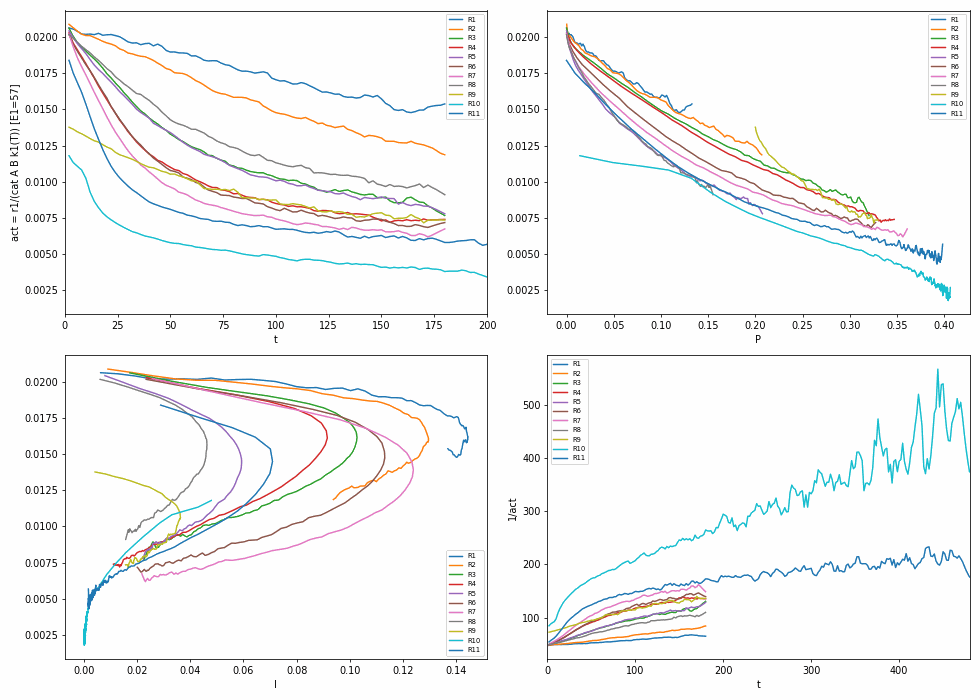 0.0200
0.0175
0.0150
0.0125
0.0100
0.0075
0.0050
0.0025
act = r1/(cat A B k1(T)) [E1=57]
0 25 50 75 100 125 150 175 200
t
R1
R2
R3
R4
R5
R6
R7
R8
R9
R10
R11
0.0200
0.0175
0.0150
0.0125
0.0100
0.0075
0.0050
0.0025
0.00 0.05 0.10 0.15 0.20 0.25 0.30 0.35 0.40
P
R1
R2
R3
R4
R5
R6
R7
R8
R9
R10
R11
0.0200
0.0175
0.0150
0.0125
0.0100
0.0075
0.0050
0.0025
0.00 0.02 0.04 0.06 0.08 0.10 0.12 0.14
I
R1
R2
R3
R4
R5
R6
R7
R8
R9
R10
R11
500
400
300
200
100
1/act
0 100 200 300 400
t
R1
R2
R3
R4
R5
R6
R7
R8
R9
R10
R11